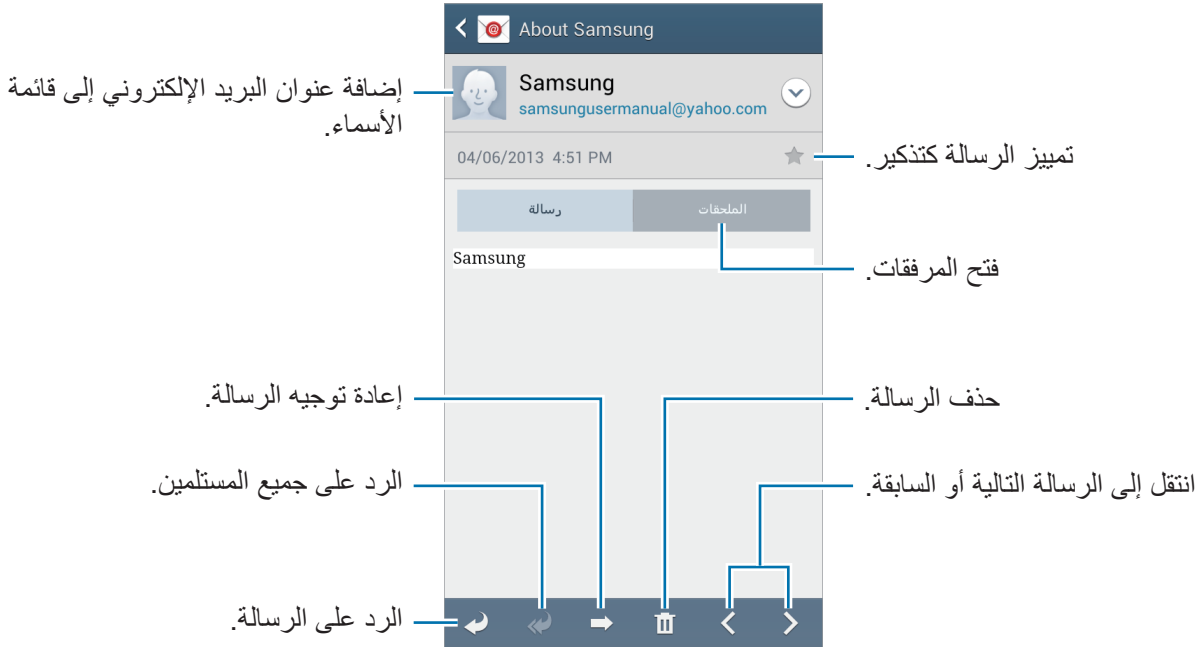 About Samsung
Samsung
samsungusermanual@yahoo.com
إضافة عنوان البريد الإلكتروني إلى قائمة
الأسماء.
04/06/2013 4:51 PM
تمييز الرسالة كتذكير.
رسالة
الملحقات
Samsung
فتح المرفقات.
إعادة توجيه الرسالة.
حذف الرسالة.
الرد على جميع المستلمين.
انتقل إلى الرسالة التالية أو السابقة.
الرد على الرسالة.